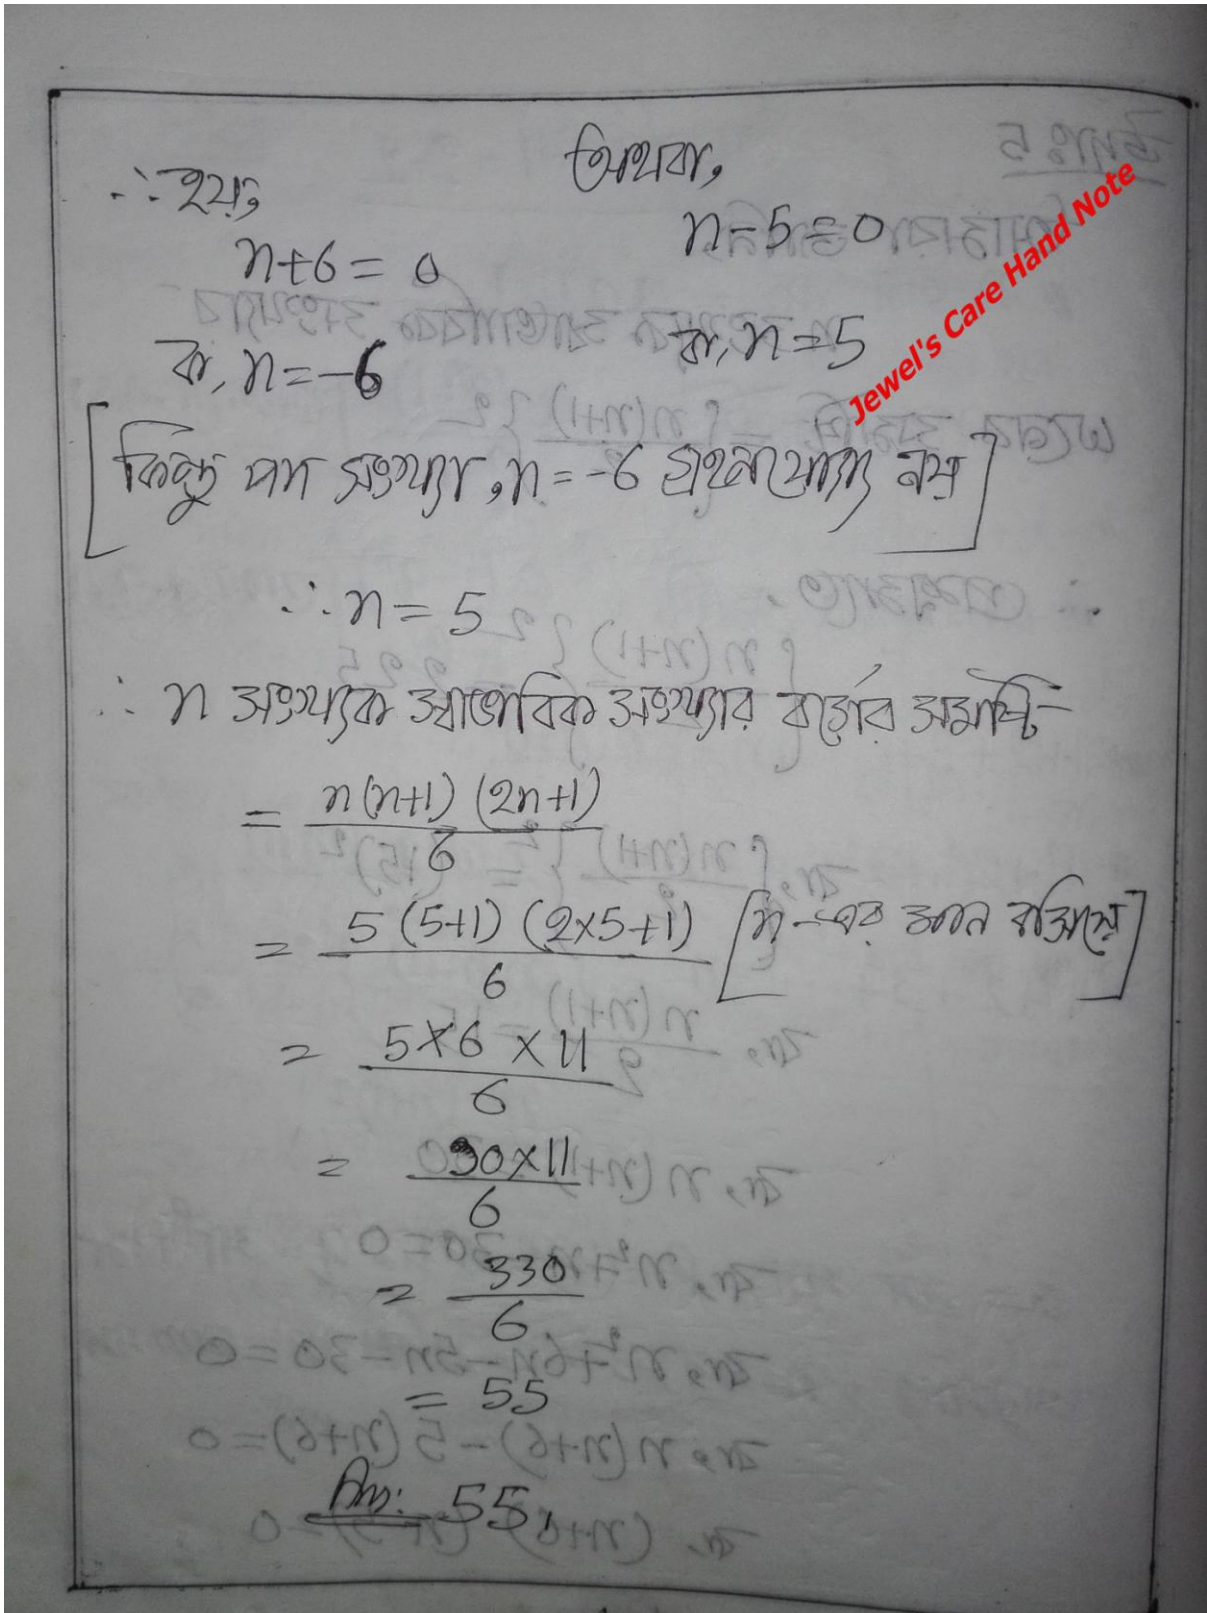 ∴ হয়,
n+6 = 0
বা, n = -6
অথবা,
n - 5 = 0
বা, n = 5
[কিন্তু পদ সংখ্যা, n = -6 গ্রহনযোগ্য নয়]
∴ n = 5
∴ n সংখ্যক স্বাভাবিক সংখ্যার বর্গের সমষ্টি-
= n(n+1) (2n+1) / 6
= 5 (5+1) (2×5+1) / 6 [n-এর মান বসিয়ে]
= 5×6 × 11 / 6
= 30×11 / 6
= 330 / 6
= 55
Ans: 55.
Jewel's Care Hand Note